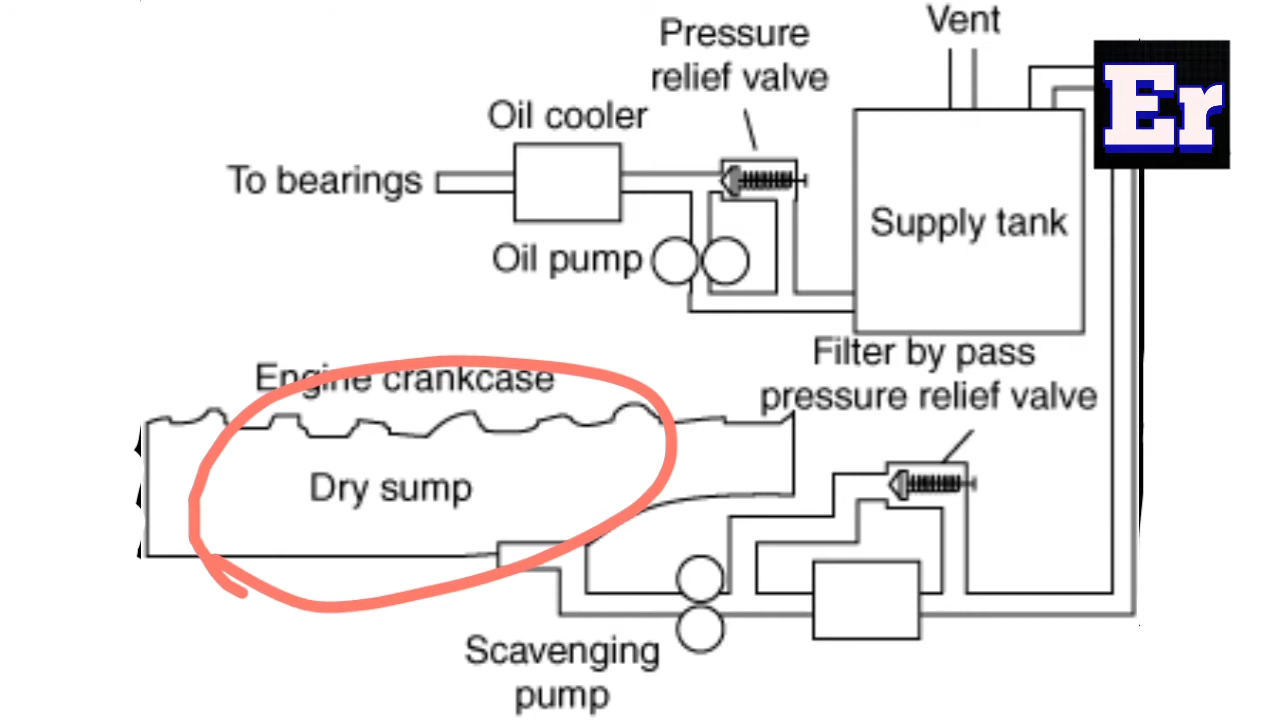 Pressure
relief valve
Vent
Er
Oil cooler
To bearings
Supply tank
Oil pump
Filter by pass
pressure relief valve
Engine crankcase
Dry sump
Scavenging
pump